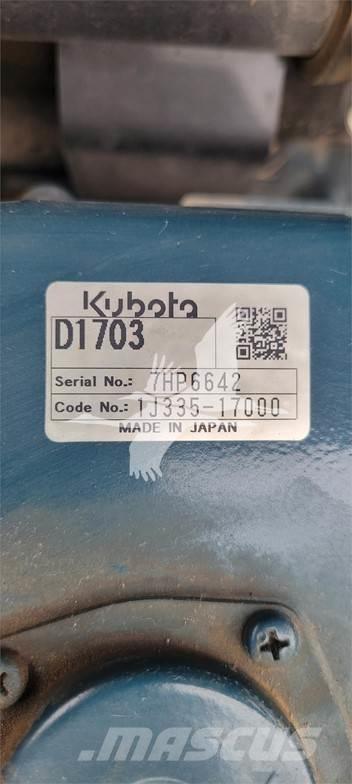 Kubota
D1703
Serial No.: 7HP6642
Code No.: 1J335-17000
MADE IN JAPAN
MASCUS